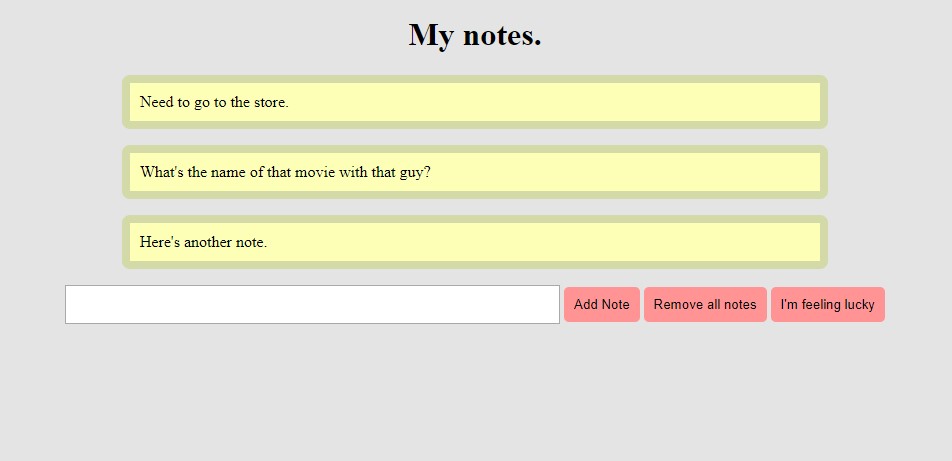 My notes.
Need to go to the store.
What's the name of that movie with that guy?
Here's another note.
Add Note Remove all notes I'm feeling lucky